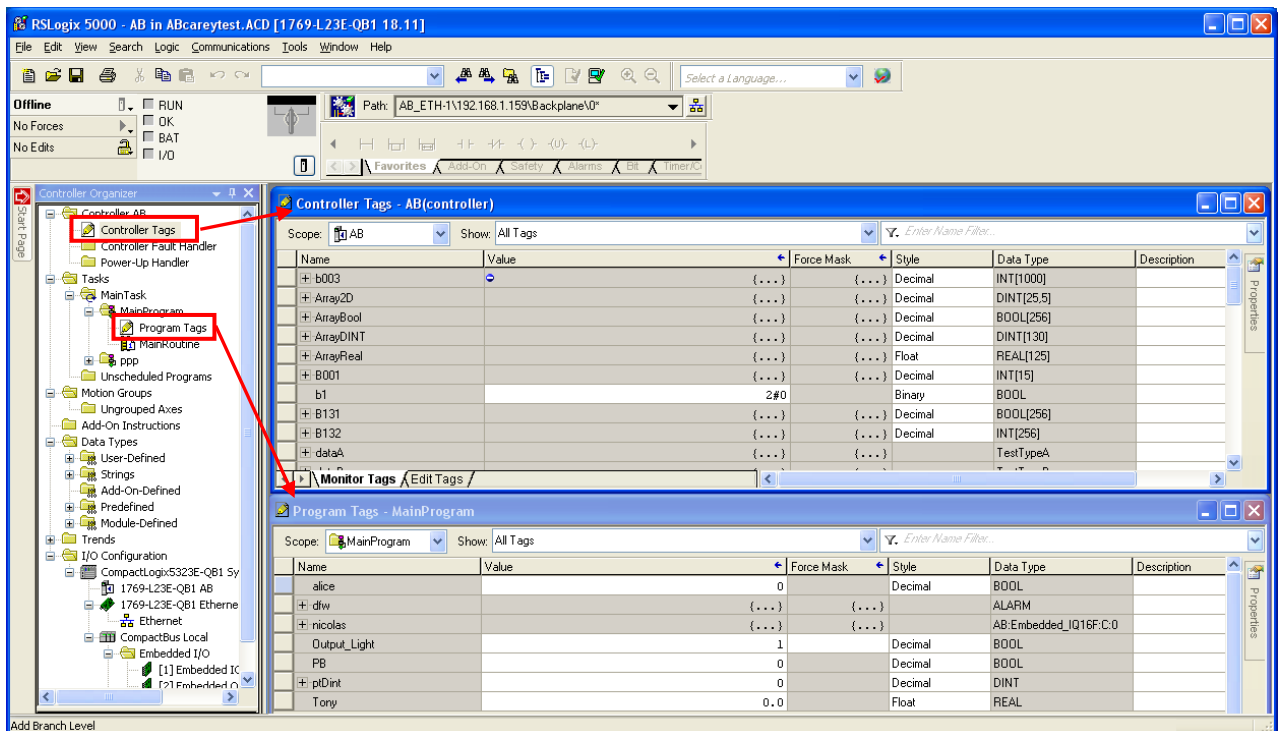 RSLogix 5000 - AB in ABcareytest.ACD [1769-L23E-QB1 18.11]
File Edit View Search Logic Communications Tools Window Help
Select a Language...
Offline RUN
No Forces OK
No Edits BAT
I/O
Path: AB_ETH-1\192.168.1.159\Backplane\0*
Favorites Add-On Safety Alarms Bit Timer/C
Start Page
Controller Organizer
Controller AB
Controller Tags
Controller Fault Handler
Power-Up Handler
Tasks
MainTask
MainProgram
Program Tags
MainRoutine
ppp
Unscheduled Programs
Motion Groups
Ungrouped Axes
Add-On Instructions
Data Types
User-Defined
Strings
Add-On-Defined
Predefined
Module-Defined
Trends
I/O Configuration
CompactLogix5323E-QB1 Sy
1769-L23E-QB1 AB
1769-L23E-QB1 Etherne
Ethernet
CompactBus Local
Embedded I/O
[1] Embedded IQ
[2] Embedded O
Controller Tags - AB(controller)
Scope: AB Show: All Tags Enter Name Filter...
Name Value Force Mask Style Data Type Description
b003 {...} {...} Decimal INT[1000]
Array2D {...} {...} Decimal DINT[25,5]
ArrayBool {...} {...} Decimal BOOL[256]
ArrayDINT {...} {...} Decimal DINT[130]
ArrayReal {...} {...} Float REAL[125]
B001 {...} {...} Decimal INT[15]
b1 2#0 Binary BOOL
B131 {...} {...} Decimal BOOL[256]
B132 {...} {...} Decimal INT[256]
dataA {...} {...} TestTypeA
Monitor Tags Edit Tags
Properties
Program Tags - MainProgram
Scope: MainProgram Show: All Tags Enter Name Filter...
Name Value Force Mask Style Data Type Description
alice 0 Decimal BOOL
dfw {...} {...} ALARM
nicolas {...} {...} AB:Embedded_IQ16F:C:0
Output_Light 1 Decimal BOOL
PB 0 Decimal BOOL
ptDint 0 Decimal DINT
Tony 0.0 Float REAL
Properties
Add Branch Level